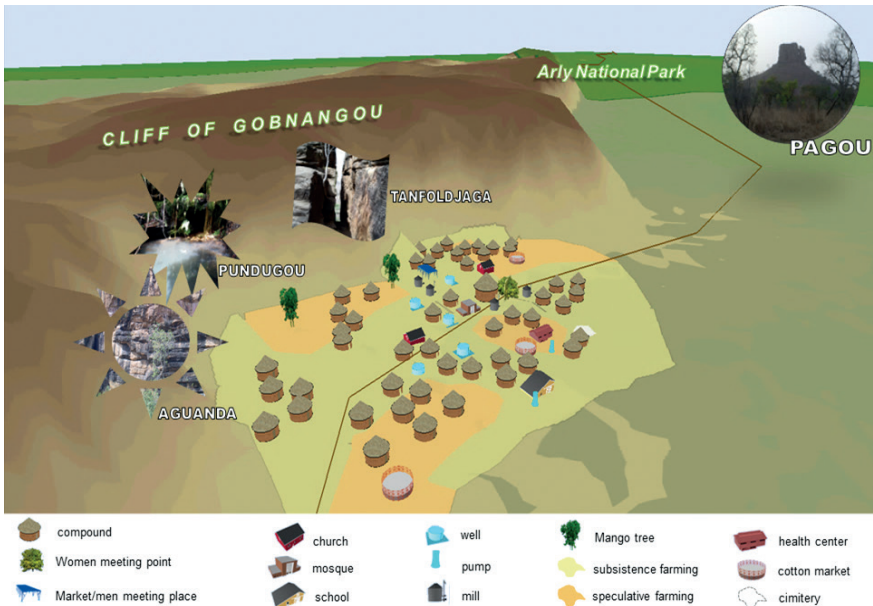 Arly National Park
PAGOU
CLIFF OF GOBNANGOU
TANFOLDJAGA
PUNDUGOU
AGUANDA
compound
church
well
Mango tree
health center
Women meeting point
mosque
pump
subsistence farming
cotton market
Market/men meeting place
school
mill
speculative farming
cimitery